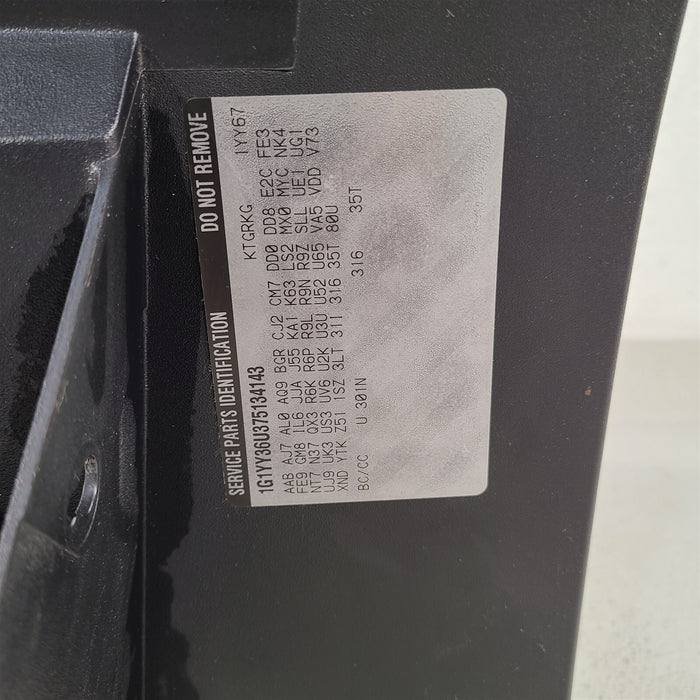 SERVICE PARTS IDENTIFICATION DO NOT REMOVE
1G1YY36U375134143 KTGRKG 1YY67
AAB AJ7 AL0 AQ9 BGR CJ2 CM7 DD0 DD8 E2C FE3
FE9 GM8 IL6 JJA J55 KA1 K63 LS2 MX0 MYC NK4
NT7 N37 QX3 R6K R6P R9L R9N R9Z SLL UE1 UG1
UJ9 UK3 US3 UV6 U2K U3U U52 U65 VA5 VDD V73
XND YTK Z51 1SZ 3LT 31I 316 35T 80U
BC/CC U 301N 316 35T